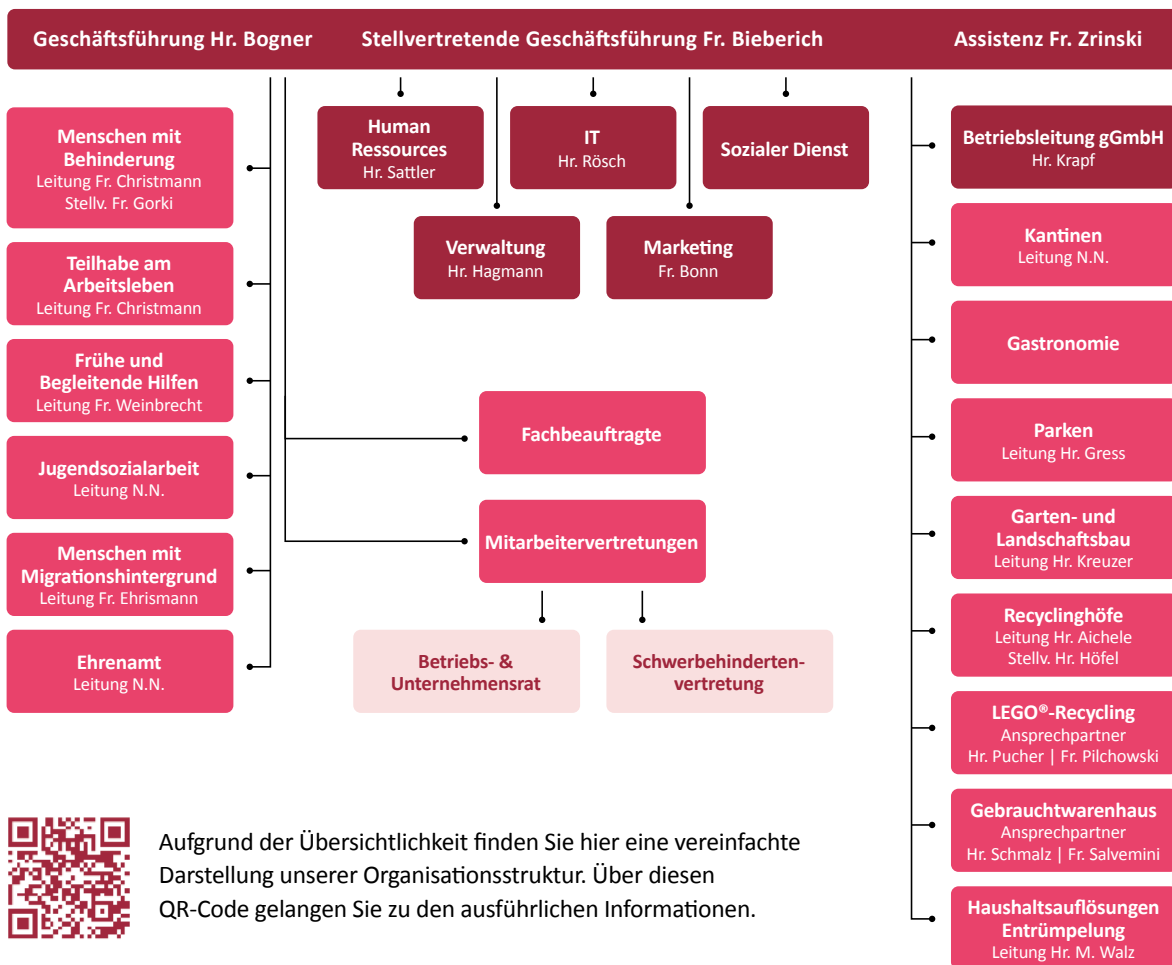 Geschäftsführung Hr. Bogner
Stellvertretende Geschäftsführung Fr. Bieberich
Assistenz Fr. Zrinski
Menschen mit
Behinderung
Leitung Fr. Christmann
Stellv. Fr. Gorki
Teilhabe am
Arbeitsleben
Leitung Fr. Christmann
Frühe und
Begleitende Hilfen
Leitung Fr. Weinbrecht
Jugendsozialarbeit
Leitung N.N.
Menschen mit
Migrationshintergrund
Leitung Fr. Ehrismann
Ehrenamt
Leitung N.N.
Human
Ressources
Hr. Sattler
IT
Hr. Rösch
Sozialer Dienst
Verwaltung
Hr. Hagmann
Marketing
Fr. Bonn
Fachbeauftragte
Mitarbeitervertretungen
Betriebs- &
Unternehmensrat
Schwerbehinderten-
vertretung
Betriebsleitung gGmbH
Hr. Krapf
Kantinen
Leitung N.N.
Gastronomie
Parken
Leitung Hr. Gress
Garten- und
Landschaftsbau
Leitung Hr. Kreuzer
Recyclinghöfe
Leitung Hr. Aichele
Stellv. Hr. Höfel
LEGO®-Recycling
Ansprechpartner
Hr. Pucher | Fr. Pilchowski
Gebrauchtwarenhaus
Ansprechpartner
Hr. Schmalz | Fr. Salvemini
Haushaltsauflösungen
Entrümpelung
Leitung Hr. M. Walz
Aufgrund der Übersichtlichkeit finden Sie hier eine vereinfachte
Darstellung unserer Organisationsstruktur. Über diesen
QR-Code gelangen Sie zu den ausführlichen Informationen.